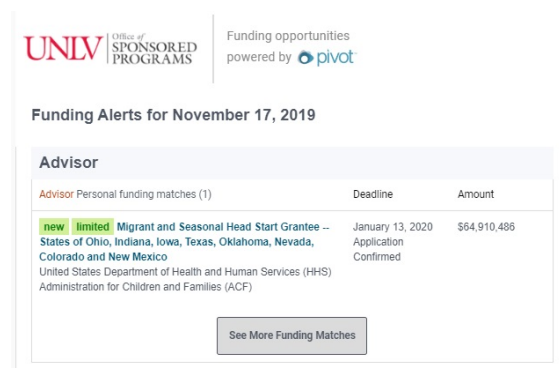 UNLV
Office of
SPONSORED
PROGRAMS
Funding opportunities
powered by pivot
Funding Alerts for November 17, 2019
Advisor
Advisor Personal funding matches (1) Deadline Amount
new limited Migrant and Seasonal Head Start Grantee -- January 13, 2020 $64,910,486
States of Ohio, Indiana, Iowa, Texas, Oklahoma, Nevada, Application
Colorado and New Mexico Confirmed
United States Department of Health and Human Services (HHS)
Administration for Children and Families (ACF)
See More Funding Matches